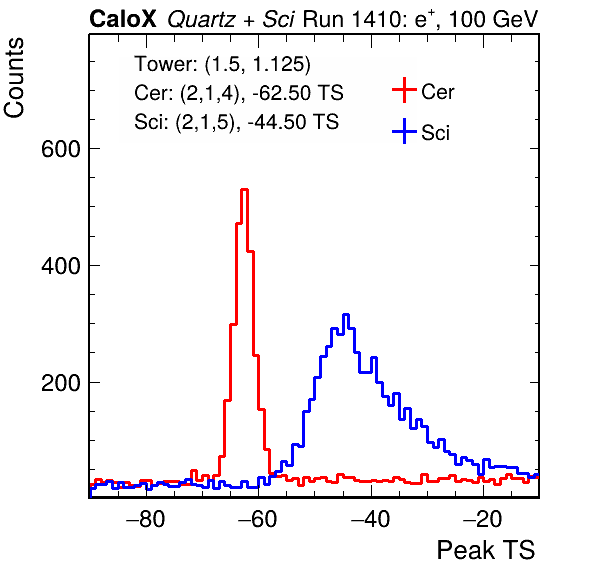 CaloX Quartz + Sci Run 1410: e⁺, 100 GeV
Counts
Tower: (1.5, 1.125)
Cer: (2,1,4), -62.50 TS
Sci: (2,1,5), -44.50 TS
Cer
Sci
600
400
200
−80 −60 −40 −20
Peak TS